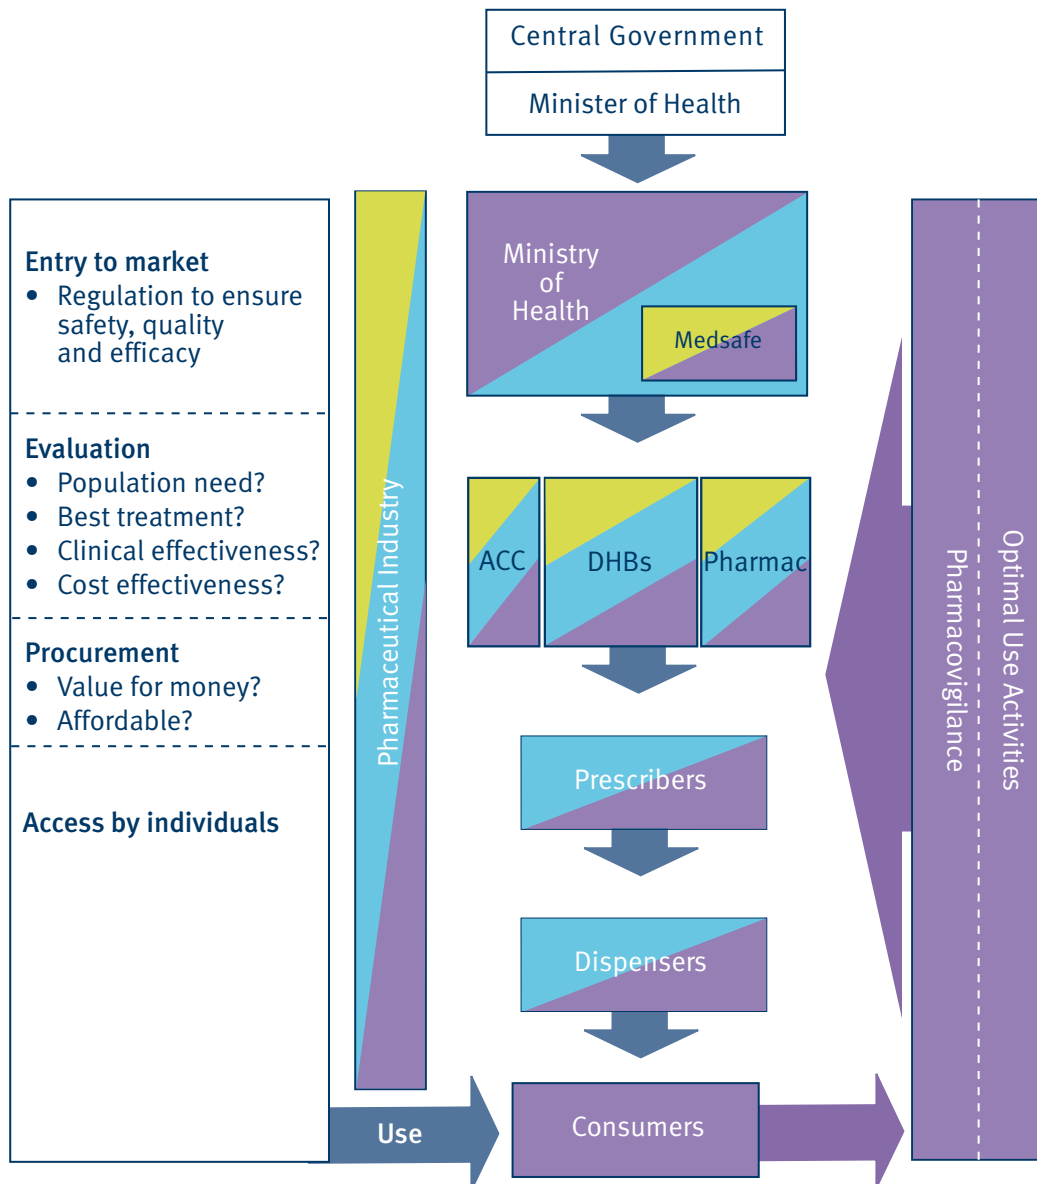 Central Government
Minister of Health
Entry to market
• Regulation to ensure
safety, quality
and efficacy
Evaluation
• Population need?
• Best treatment?
• Clinical effectiveness?
• Cost effectiveness?
Procurement
• Value for money?
• Affordable?
Access by individuals
Pharmaceutical Industry
Ministry
of
Health
Medsafe
ACC
DHBs
Pharmac
Prescribers
Dispensers
Use
Consumers
Pharmacovigilance
Optimal Use Activities